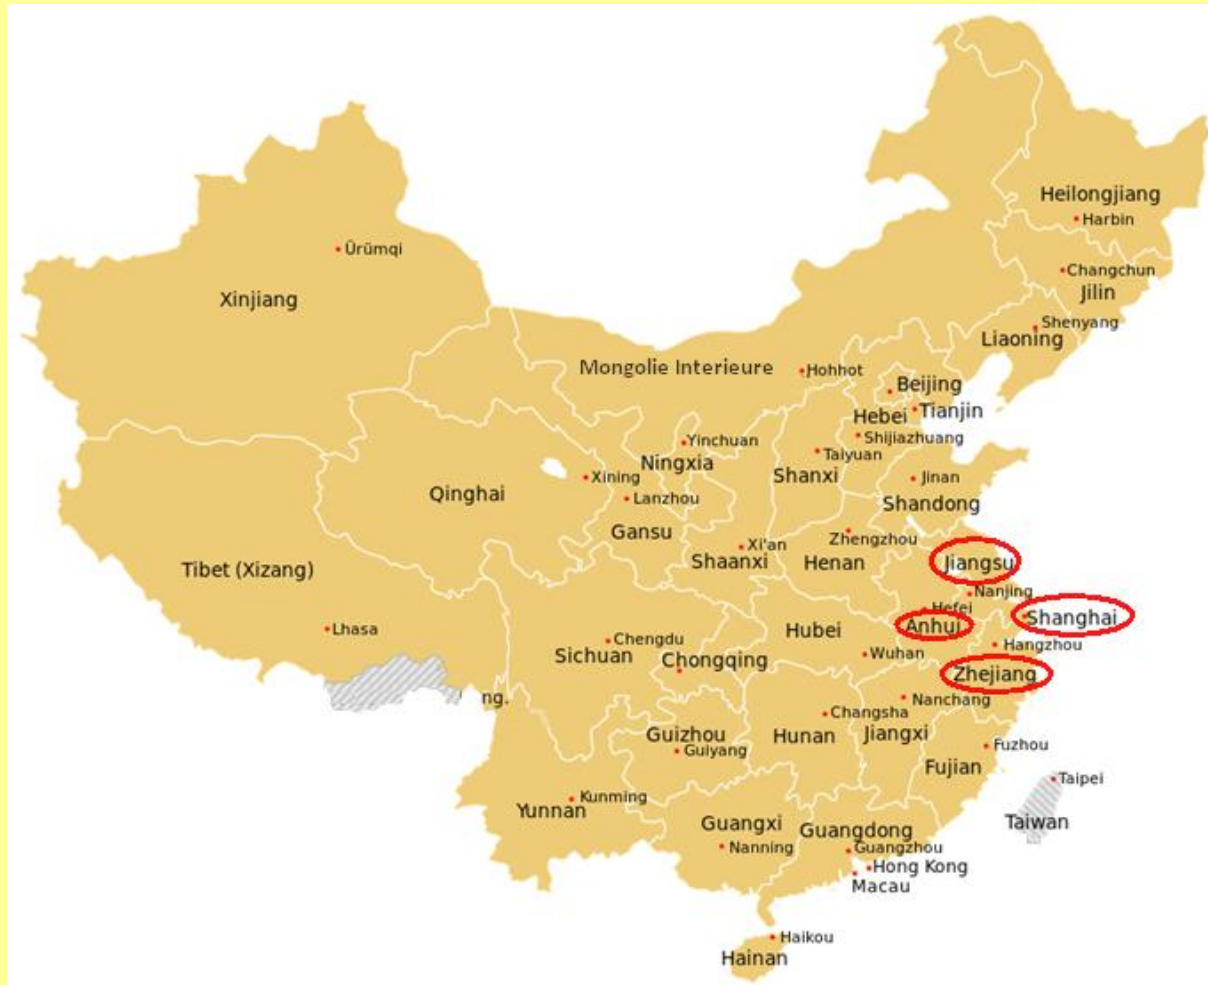 Heilongjiang
Harbin
Ürümqi
Changchun
Xinjiang
Jilin
Shenyang
Liaoning
Mongolie Interieure
Hohhot
Beijing
Hebei
Tianjin
Shijiazhuang
Yinchuan
Taiyuan
Ningxia
Shanxi
Xining
Jinan
Qinghai
Lanzhou
Shandong
Gansu
Zhengzhou
Xi'an
Shaanxi
Henan
Jiangsu
Tibet (Xizang)
Nanjing
Hefei
Shanghai
Anhui
Lhasa
Hubei
Chengdu
Hangzhou
Sichuan
Wuhan
Chongqing
Zhejiang
ng.
Nanchang
Changsha
Guizhou
Hunan
Jiangxi
Guiyang
Fuzhou
Fujian
Taipei
Kunming
Yunnan
Guangxi
Taiwan
Guangdong
Nanning
Guangzhou
Hong Kong
Macau
Haikou
Hainan